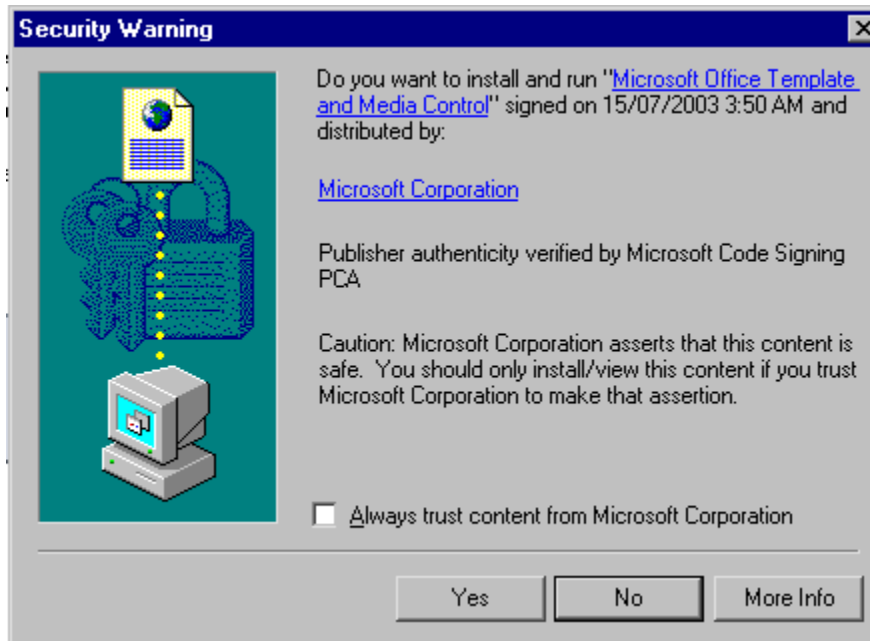 Security Warning
Do you want to install and run "Microsoft Office Template
and Media Control" signed on 15/07/2003 3:50 AM and
distributed by:
Microsoft Corporation
Publisher authenticity verified by Microsoft Code Signing
PCA
Caution: Microsoft Corporation asserts that this content is
safe.  You should only install/view this content if you trust
Microsoft Corporation to make that assertion.
Always trust content from Microsoft Corporation
Yes
No
More Info